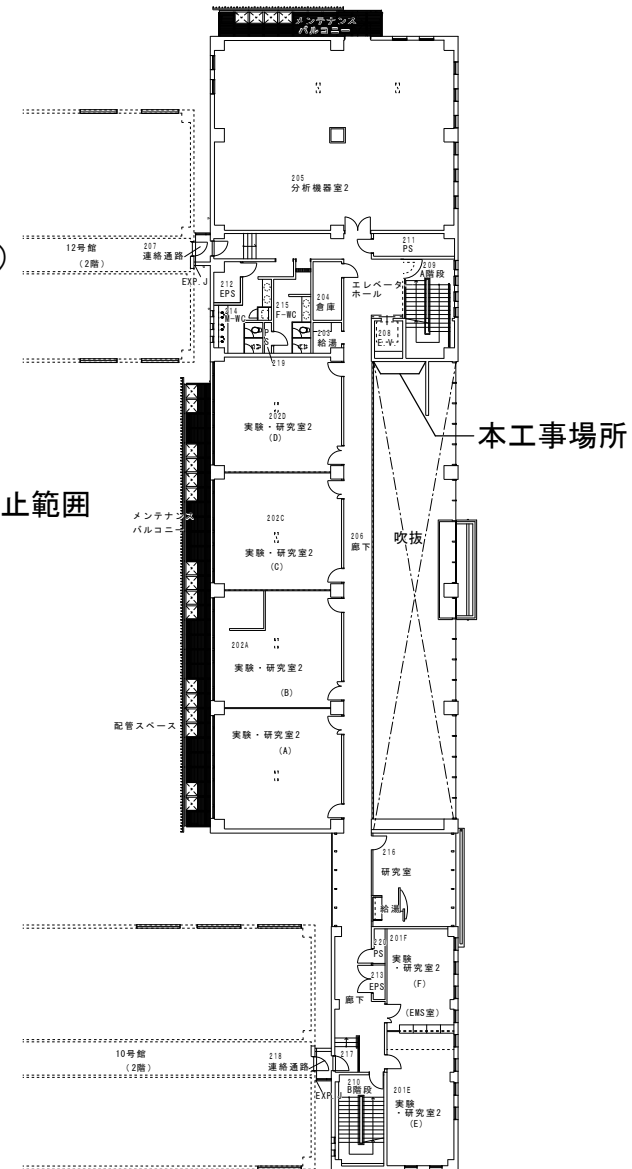 メンテナンス
バルコニー
205
分析機器室2
211
PS
12号館
(2階)
207
連絡通路
EXP.J
209
A階段
エレベータ
ホール
212
EPS
204
倉庫
214
M-WC
215
F-WC
PS
203
給湯
208
E.V.
219
202D
実験・研究室2
(D)
本工事場所
止範囲
メンテナンス
バルコニー
202C
実験・研究室2
(C)
206
廊下
吹抜
202A
実験・研究室2
(B)
配管スペース
実験・研究室2
(A)
216
研究室
給湯
220
PS
201F
実験
・研究室2
(F)
213
EPS
廊下
(EMS室)
10号館
(2階)
218
連絡通路
217
EXP.J
210
B階段
201E
実験
・研究室2
(E)